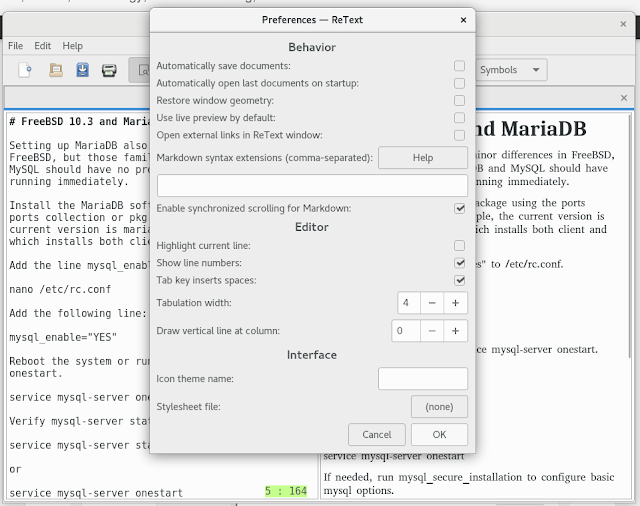 Preferences — ReText
File Edit Help
Symbols
Behavior
Automatically save documents:
Automatically open last documents on startup:
Restore window geometry:
Use live preview by default:
Open external links in ReText window:
Markdown syntax extensions (comma-separated): Help
Enable synchronized scrolling for Markdown:
Editor
Highlight current line:
Show line numbers:
Tab key inserts spaces:
Tabulation width: 4 − +
Draw vertical line at column: 0 − +
Interface
Icon theme name:
Stylesheet file: (none)
Cancel OK
# FreeBSD 10.3 and Maria
Setting up MariaDB also
FreeBSD, but those fami
MySQL should have no pr
running immediately.
Install the MariaDB sof
ports collection or pkg
current version is maria
which installs both clie
Add the line mysql_enabl
nano /etc/rc.conf
Add the following line:
mysql_enable="YES"
Reboot the system or run
onestart.
service mysql-server one
Verify mysql-server stat
service mysql-server sta
or
service mysql-server onestart
5 : 164
nd MariaDB
inor differences in FreeBSD,
DB and MySQL should have
nning immediately.
ackage using the ports
ple, the current version is
ich installs both client and
es" to /etc/rc.conf.
ce mysql-server onestart.
service mysql-server onestart
If needed, run mysql_secure_installation to configure basic
mysql options.